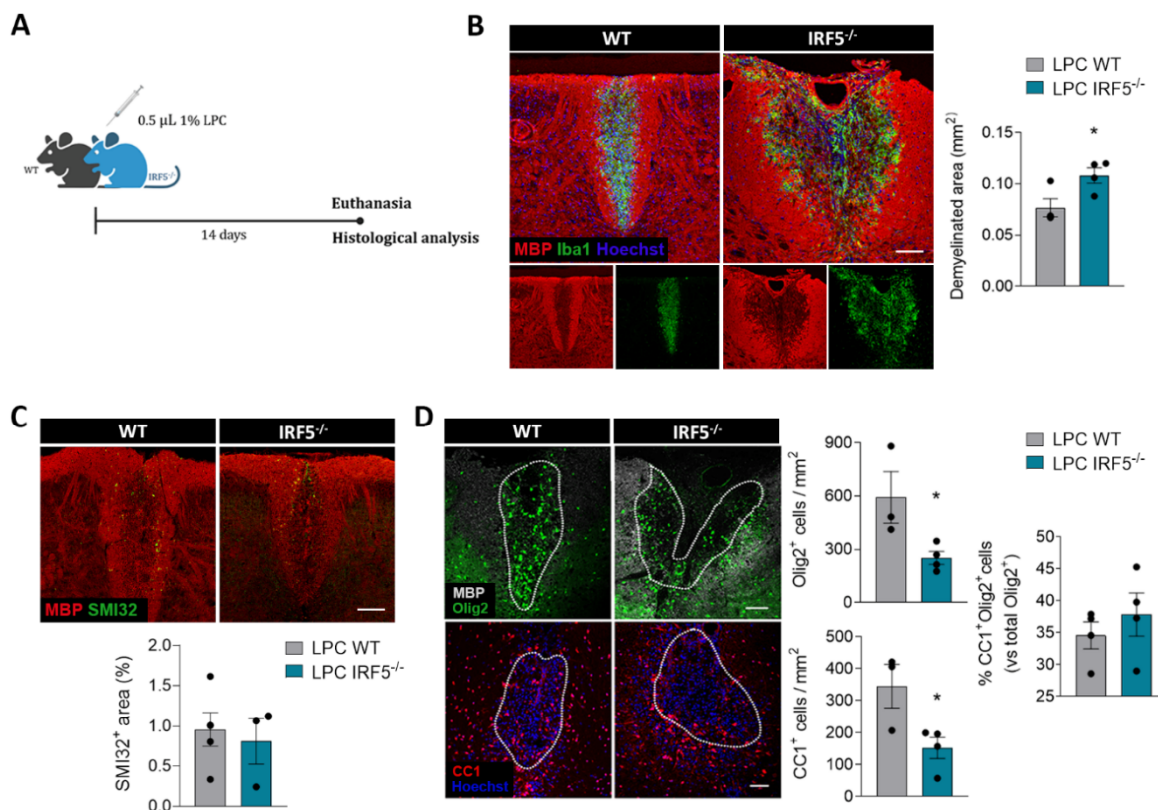 A
0.5 µL 1% LPC
WT
IRF5-/-
Euthanasia
14 days
Histological analysis
B
WT
IRF5-/-
MBP Iba1 Hoechst
LPC WT
LPC IRF5-/-
Demyelinated area (mm2)
0.15
0.10
0.05
0.00
*
C
WT
IRF5-/-
MBP SMI32
LPC WT
LPC IRF5-/-
SMI32+ area (%)
2.0
1.5
1.0
0.5
0.0
D
WT
IRF5-/-
MBP
Olig2
CC1
Hoechst
Olig2+ cells / mm2
900
600
300
0
*
CC1+ cells / mm2
500
400
300
200
100
0
*
LPC WT
LPC IRF5-/-
% CC1+Olig2+ cells
(vs total Olig2+)
50
45
40
35
30
25